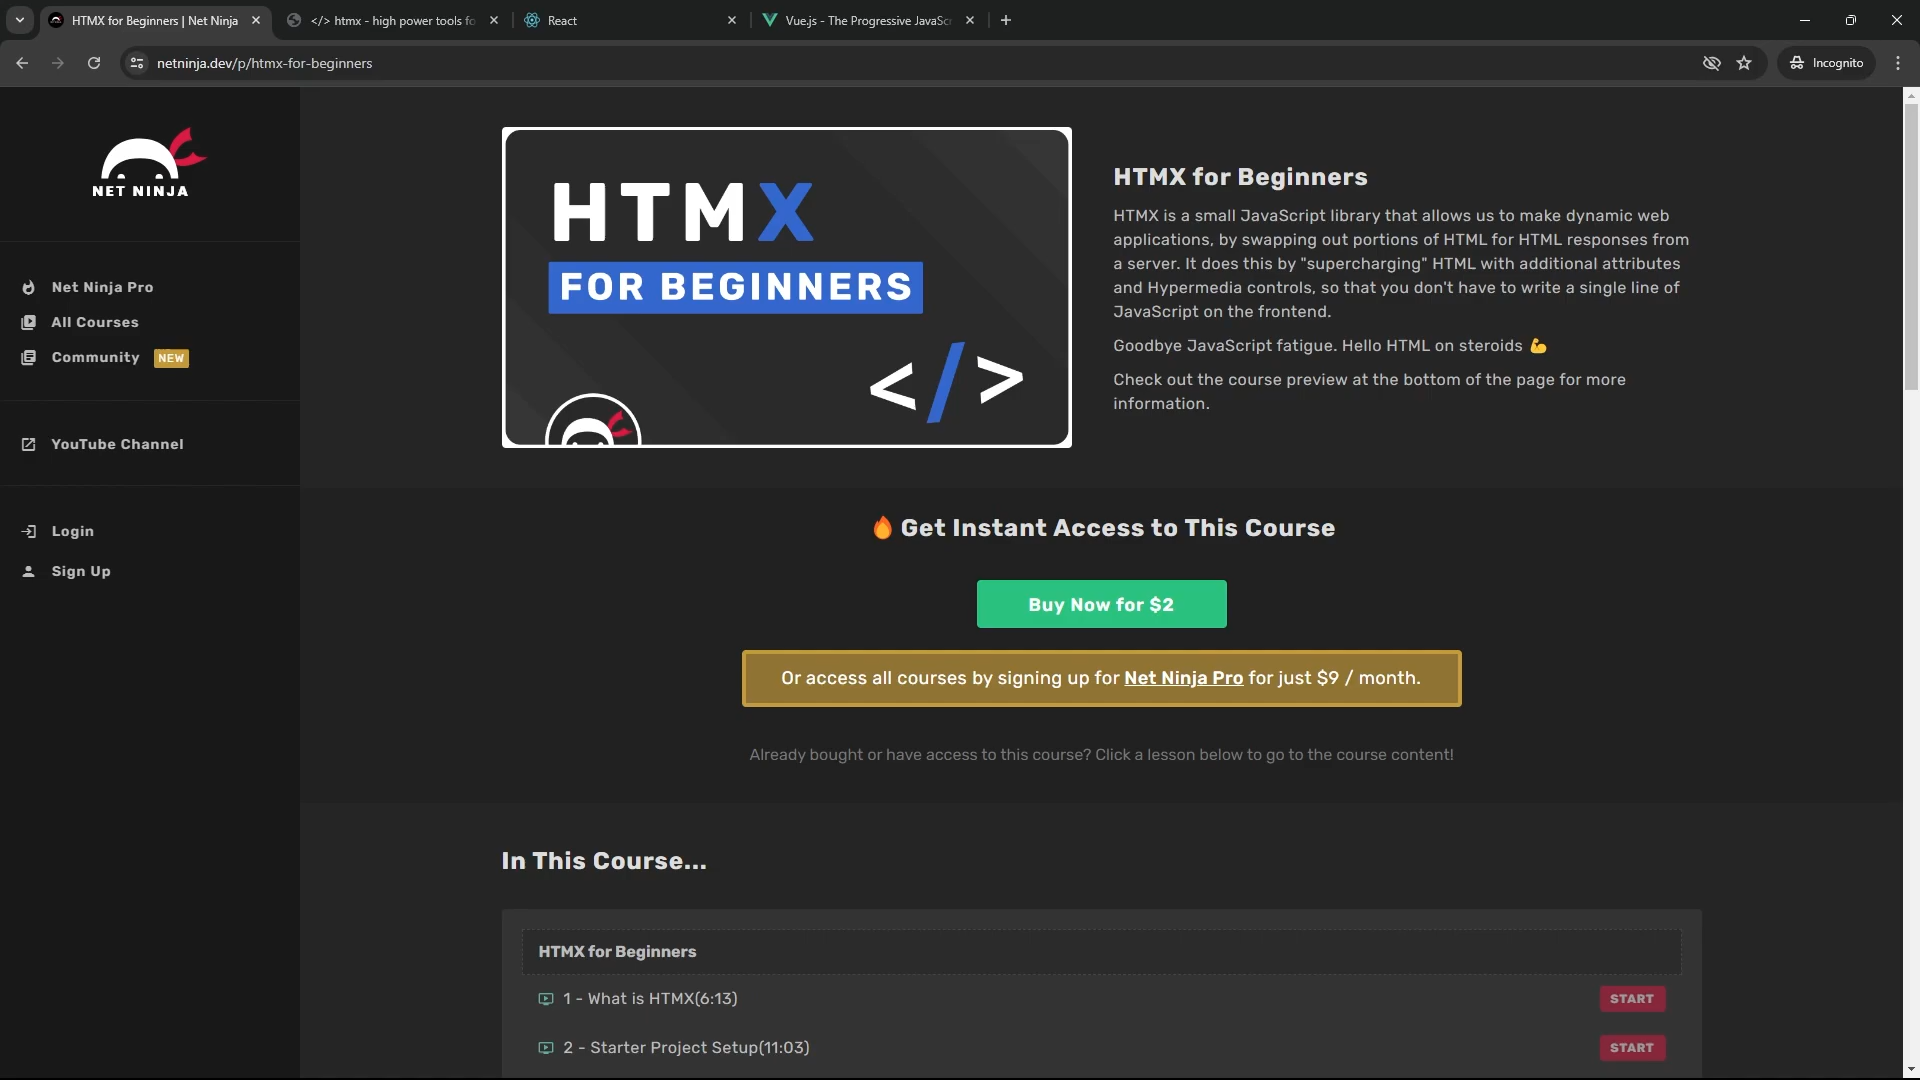 HTMX for Beginners | Net Ninja
</> htmx - high power tools fo
React
Vue.js - The Progressive JavaSc
netninja.dev/p/htmx-for-beginners
Incognito
NET NINJA
Net Ninja Pro
All Courses
Community NEW
YouTube Channel
Login
Sign Up
HTMX
FOR BEGINNERS
</>
HTMX for Beginners
HTMX is a small JavaScript library that allows us to make dynamic web
applications, by swapping out portions of HTML for HTML responses from
a server. It does this by "supercharging" HTML with additional attributes
and Hypermedia controls, so that you don't have to write a single line of
JavaScript on the frontend.
Goodbye JavaScript fatigue. Hello HTML on steroids 💪
Check out the course preview at the bottom of the page for more
information.
🔥 Get Instant Access to This Course
Buy Now for $2
Or access all courses by signing up for Net Ninja Pro for just $9 / month.
Already bought or have access to this course? Click a lesson below to go to the course content!
In This Course...
HTMX for Beginners
1 - What is HTMX(6:13)
START
2 - Starter Project Setup(11:03)
START